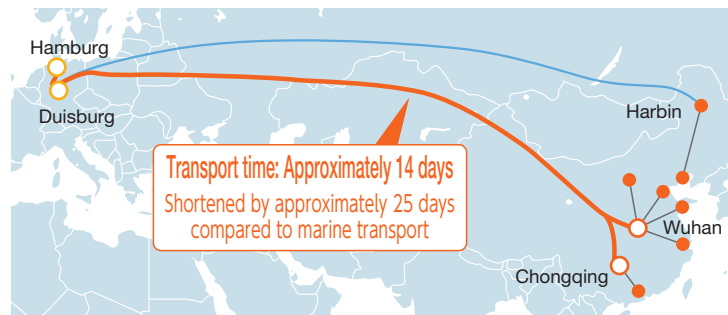 Hamburg
Duisburg
Harbin
Transport time: Approximately 14 days
Shortened by approximately 25 days
compared to marine transport
Wuhan
Chongqing